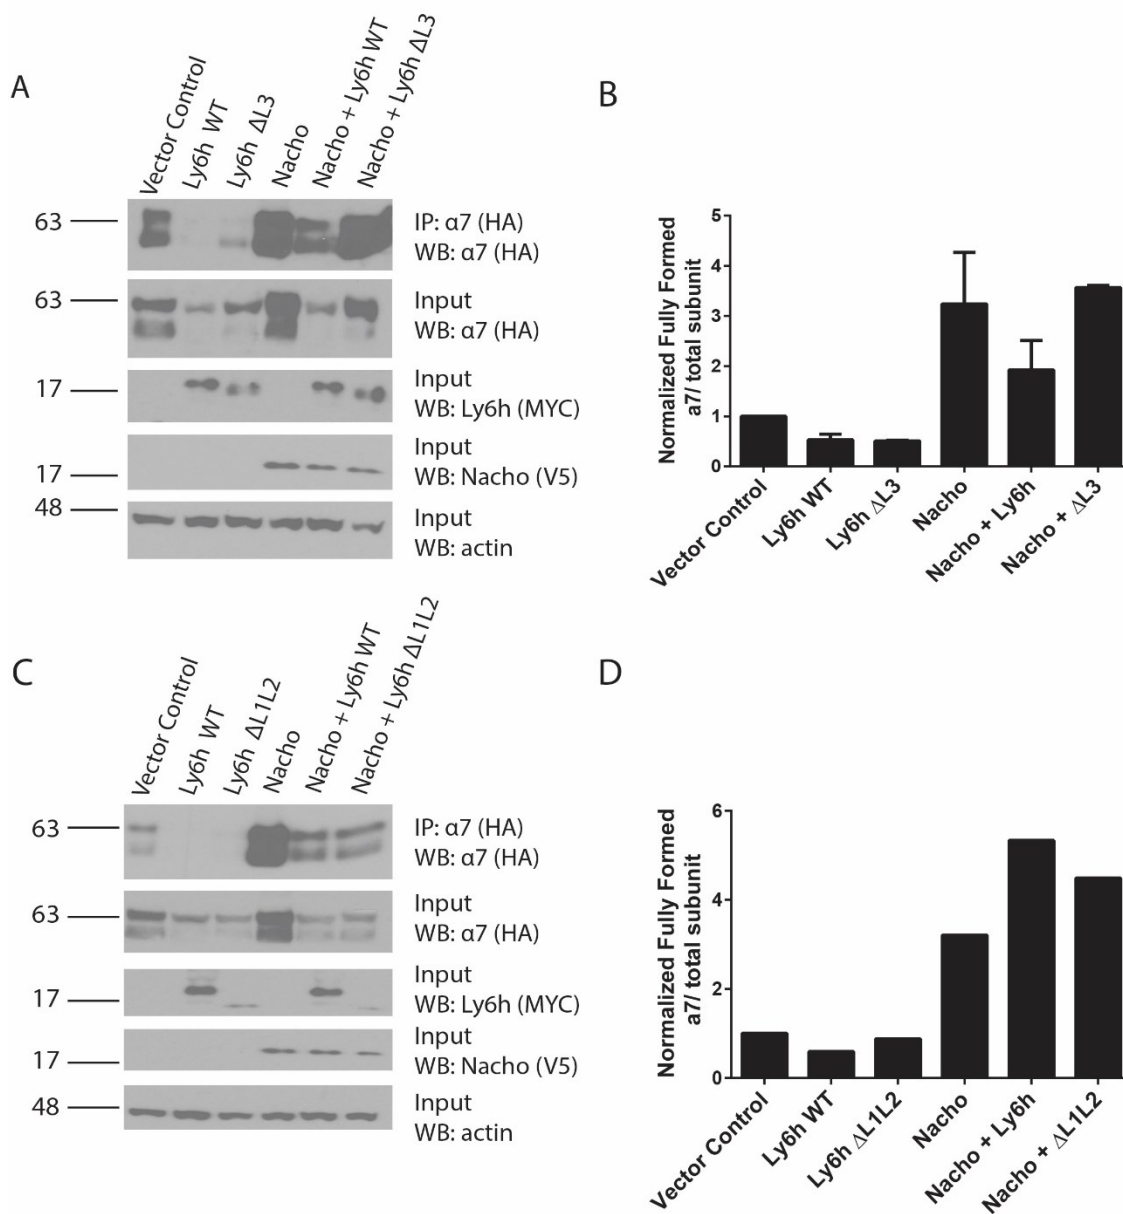 A
Vector Control
Ly6h WT
Ly6h ΔL3
Nacho
Nacho + Ly6h WT
Nacho + Ly6h ΔL3
63
IP: α7 (HA)
WB: α7 (HA)
63
Input
WB: α7 (HA)
17
Input
WB: Ly6h (MYC)
17
Input
WB: Nacho (V5)
48
Input
WB: actin
B
Normalized Fully Formed
a7/ total subunit
5
4
3
2
1
0
Vector Control
Ly6h WT
Ly6h ΔL3
Nacho
Nacho + Ly6h
Nacho + ΔL3
C
Vector Control
Ly6h WT
Ly6h ΔL1L2
Nacho
Nacho + Ly6h WT
Nacho + Ly6h ΔL1L2
63
IP: α7 (HA)
WB: α7 (HA)
63
Input
WB: α7 (HA)
17
Input
WB: Ly6h (MYC)
17
Input
WB: Nacho (V5)
48
Input
WB: actin
D
Normalized Fully Formed
a7/ total subunit
6
4
2
0
Vector Control
Ly6h WT
Ly6h ΔL1L2
Nacho
Nacho + Ly6h
Nacho + ΔL1L2